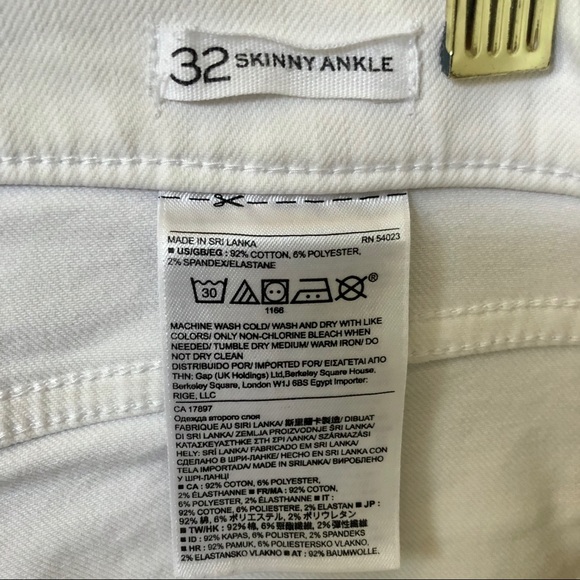 32 SKINNY ANKLE
MADE IN SRI LANKA RN 54023
■ US/GB/EG : 92% COTTON, 6% POLYESTER,
2% SPANDEX/ELASTANE
30
®
1166
MACHINE WASH COLD/ WASH AND DRY WITH LIKE
COLORS/ ONLY NON-CHLORINE BLEACH WHEN
NEEDED/ TUMBLE DRY MEDIUM/ WARM IRON/ DO
NOT DRY CLEAN
DISTRIBUTED FOR/ IMPORTED FOR/ ΕΙΣΑΓΕΤΑΙ ΑΠΟ
ΤΗΝ: Gap (UK Holdings) Ltd,Berkeley Square House,
Berkeley Square, London W1J 6BS Egypt Importer:
RIGE, LLC
CA 17897
Одежда второго слоя
FABRIQUE AU SRI LANKA/ 斯里蘭卡製造/ DIBUAT
DI SRI LANKA/ ZEMLJA PROIZVODNJE ŠRI LANKA/
ΚΑΤΑΣΚΕΥΑΣΘΗΚΕ ΣΤΗ ΣΡΙ ΛΑΝΚΑ/ SZÁRMAZÁSI
HELY: SRÍ LANKA/ FABRICADO EM SRI LANKA/
СДЕЛАНО В ШРИ-ЛАНКЕ/ HECHO EN SRI LANKA CON
TELA IMPORTADA/ MADE IN SRILANKA/ ВИРОБЛЕНО
У ШРІ-ЛАНЦІ
■ CA : 92% COTON, 6% POLYESTER,
2% ÉLASTHANNE ■ FR/MA : 92% COTON, 6%
POLYESTER, 2% ÉLASTHANNE ■ IT :
92% COTONE, 6% POLIESTERE, 2% ELASTAN ■ JP :
92% 綿, 6% ポリエステル, 2% ポリウレタン
■ TW/HK : 92% 棉, 6% 聚酯纖維, 2% 彈性纖維
■ ID : 92% KAPAS, 6% POLISTER, 2% ELASTAN
■ HR : 92% PAMUK, 6% POLIESTERSKO VLAKNO,
2% ELASTANSKO VLAKNO ■ AT : 92% BAUMWOLLE,